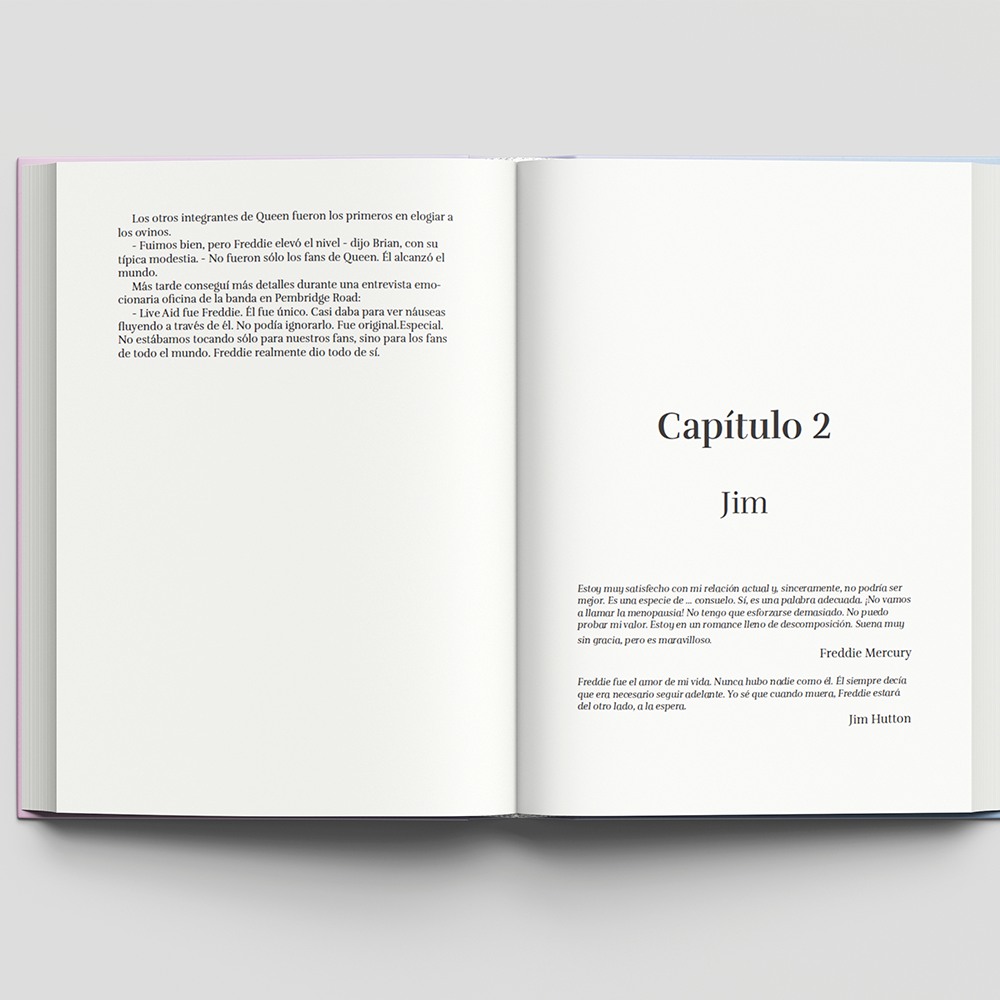 Los otros integrantes de Queen fueron los primeros en elogiar a
los ovinos.
- Fuimos bien, pero Freddie elevó el nivel - dijo Brian, con su
típica modestia. - No fueron sólo los fans de Queen. Él alcanzó el
mundo.
Más tarde conseguí más detalles durante una entrevista emo-
cionaria oficina de la banda en Pembridge Road:
- Live Aid fue Freddie. Él fue único. Casi daba para ver náuseas
fluyendo a través de él. No podía ignorarlo. Fue original.Especial.
No estábamos tocando sólo para nuestros fans, sino para los fans
de todo el mundo. Freddie realmente dio todo de sí.
Capítulo 2
Jim
Estoy muy satisfecho con mi relación actual y, sinceramente, no podría ser
mejor. Es una especie de ... consuelo. Sí, es una palabra adecuada. ¡No vamos
a llamar la menopausia! No tengo que esforzarse demasiado. No puedo
probar mi valor. Estoy en un romance lleno de descomposición. Suena muy
sin gracia, pero es maravilloso.
Freddie Mercury
Freddie fue el amor de mi vida. Nunca hubo nadie como él. Él siempre decía
que era necesario seguir adelante. Yo sé que cuando muera, Freddie estará
del otro lado, a la espera.
Jim Hutton